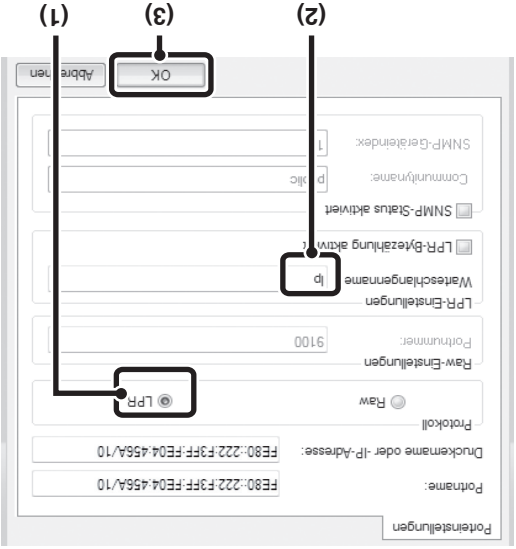 Porteinstellungen
Portname: FE80::222:F3FF:FE04:456A/10
Druckername oder -IP-Adresse: FE80::222:F3FF:FE04:456A/10
Protokoll
Raw LPR
Raw-Einstellungen
Portnummer: 9100
LPR-Einstellungen
Warteschlangenname lp
LPR-Bytezählung aktiviert
SNMP-Status aktiviert
Communityname: public
SNMP-Geräteindex: 1
OK Abbrechen
(2) (3) (1)